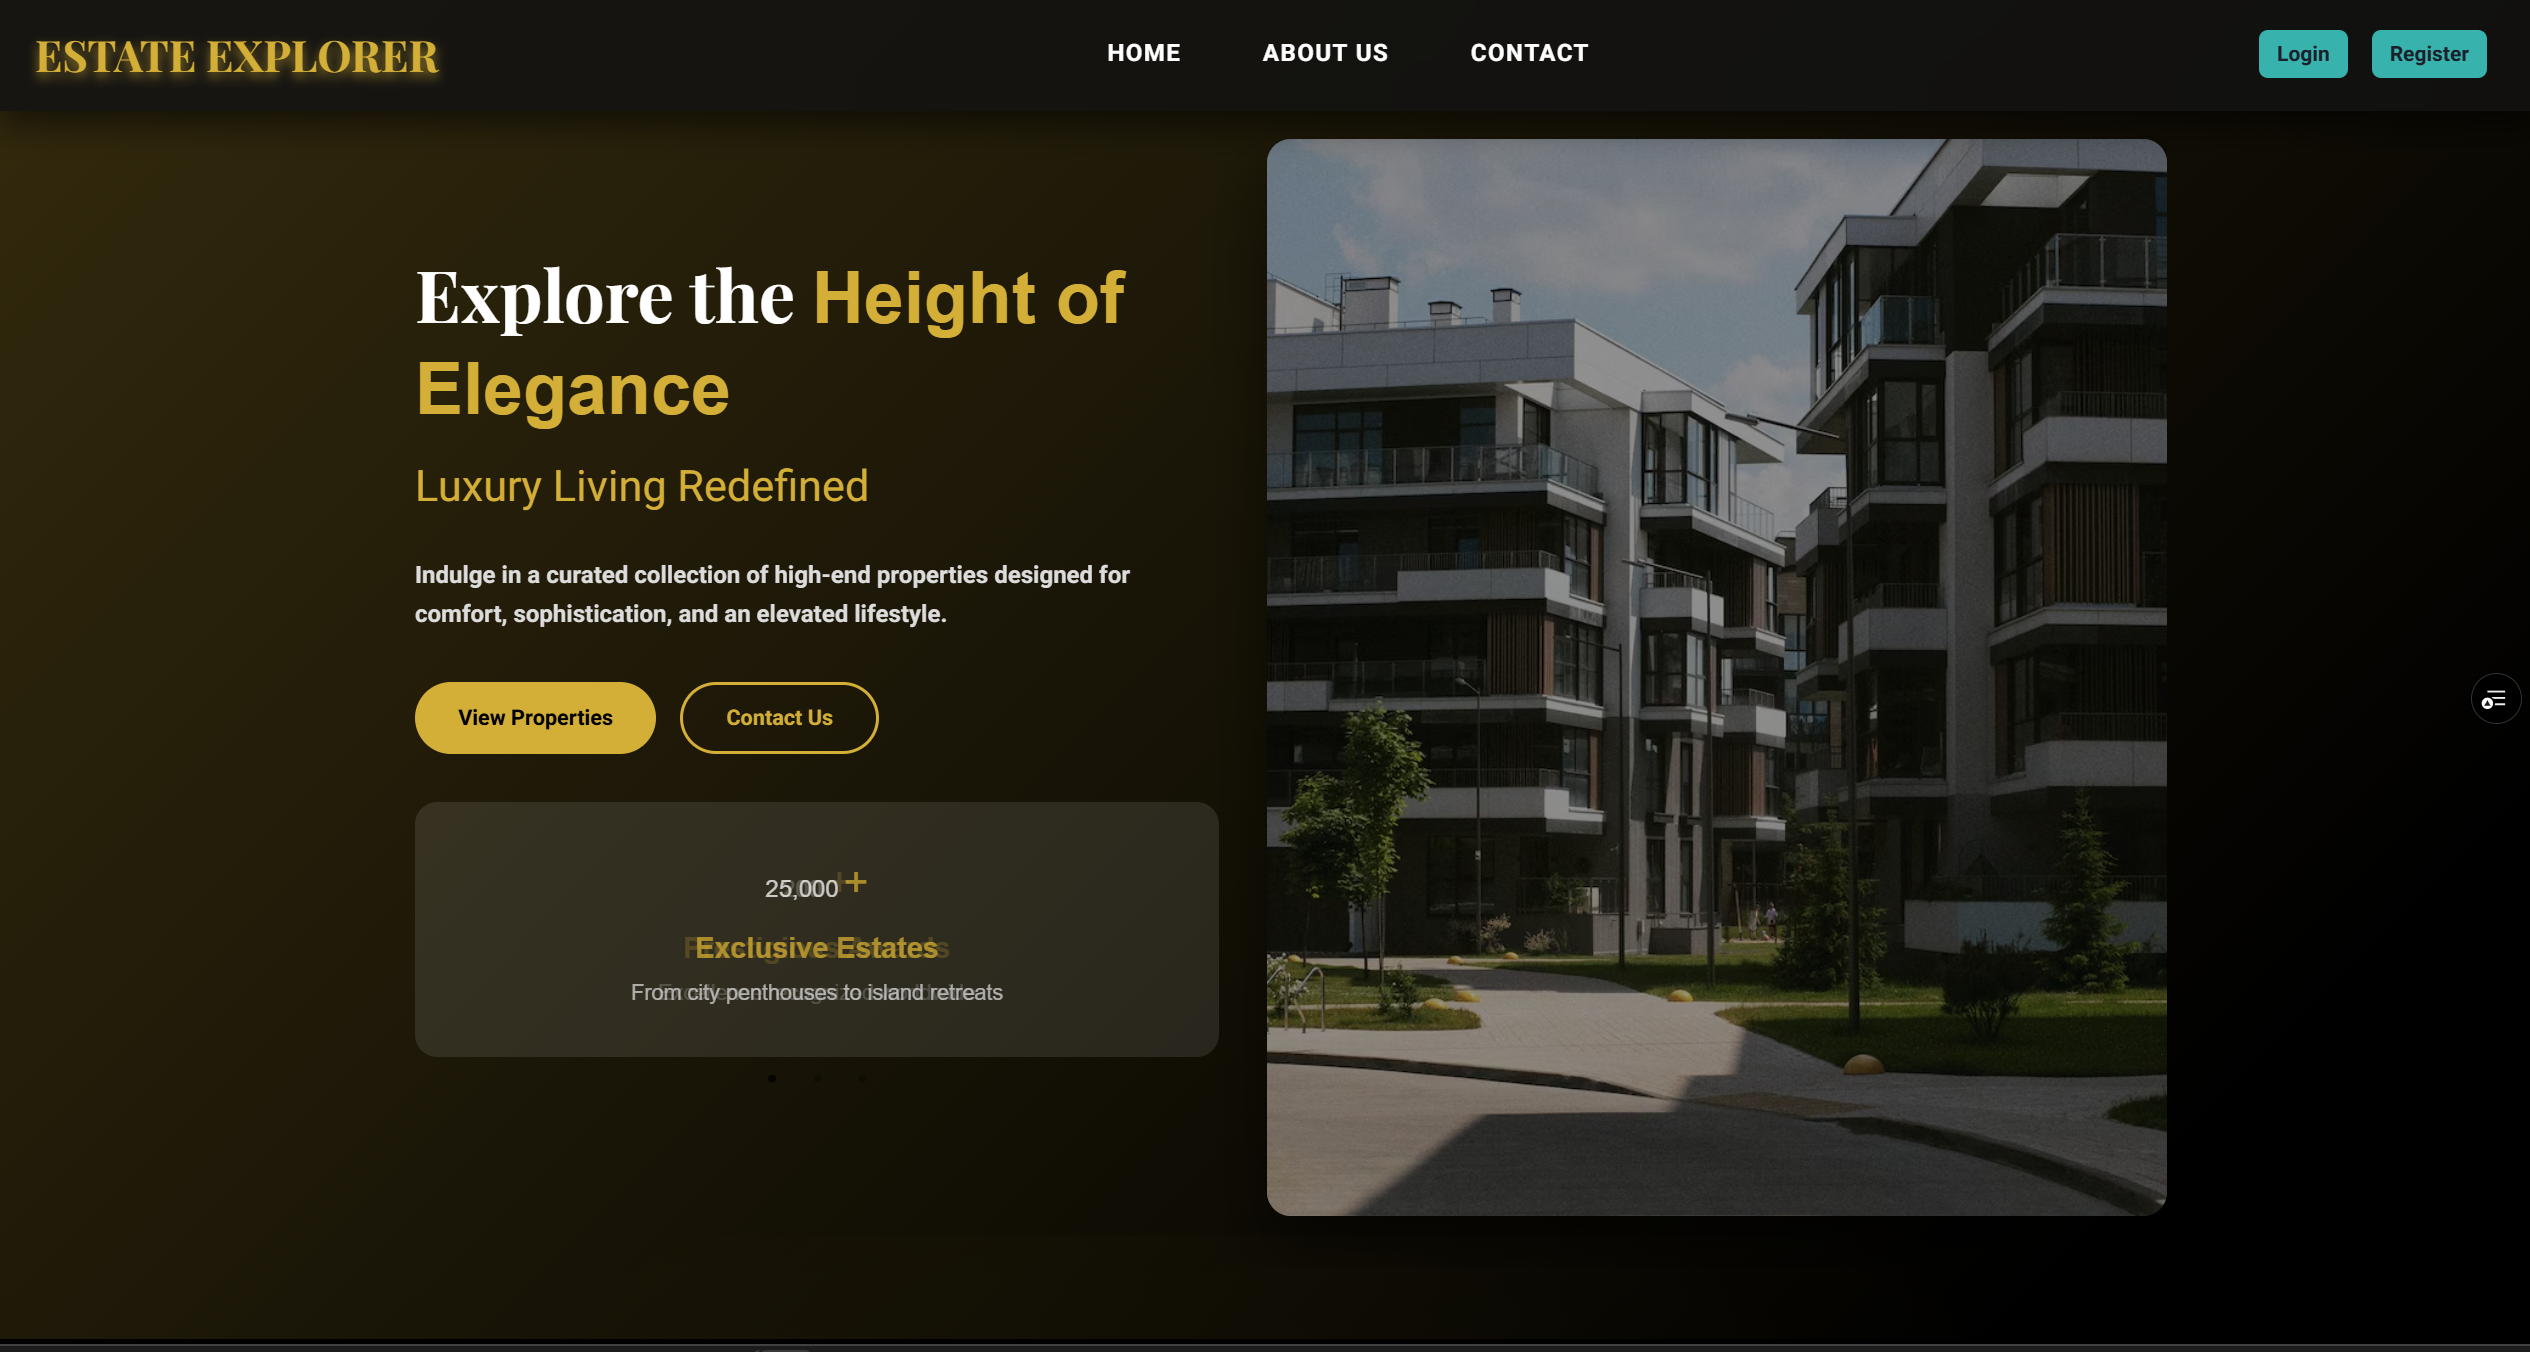 ESTATE EXPLORER
HOME
ABOUT US
CONTACT
Login
Register
Explore the Height of
Elegance
Luxury Living Redefined
Indulge in a curated collection of high-end properties designed for
comfort, sophistication, and an elevated lifestyle.
View Properties
Contact Us
25,000 +
Exclusive Estates
From city penthouses to island retreats